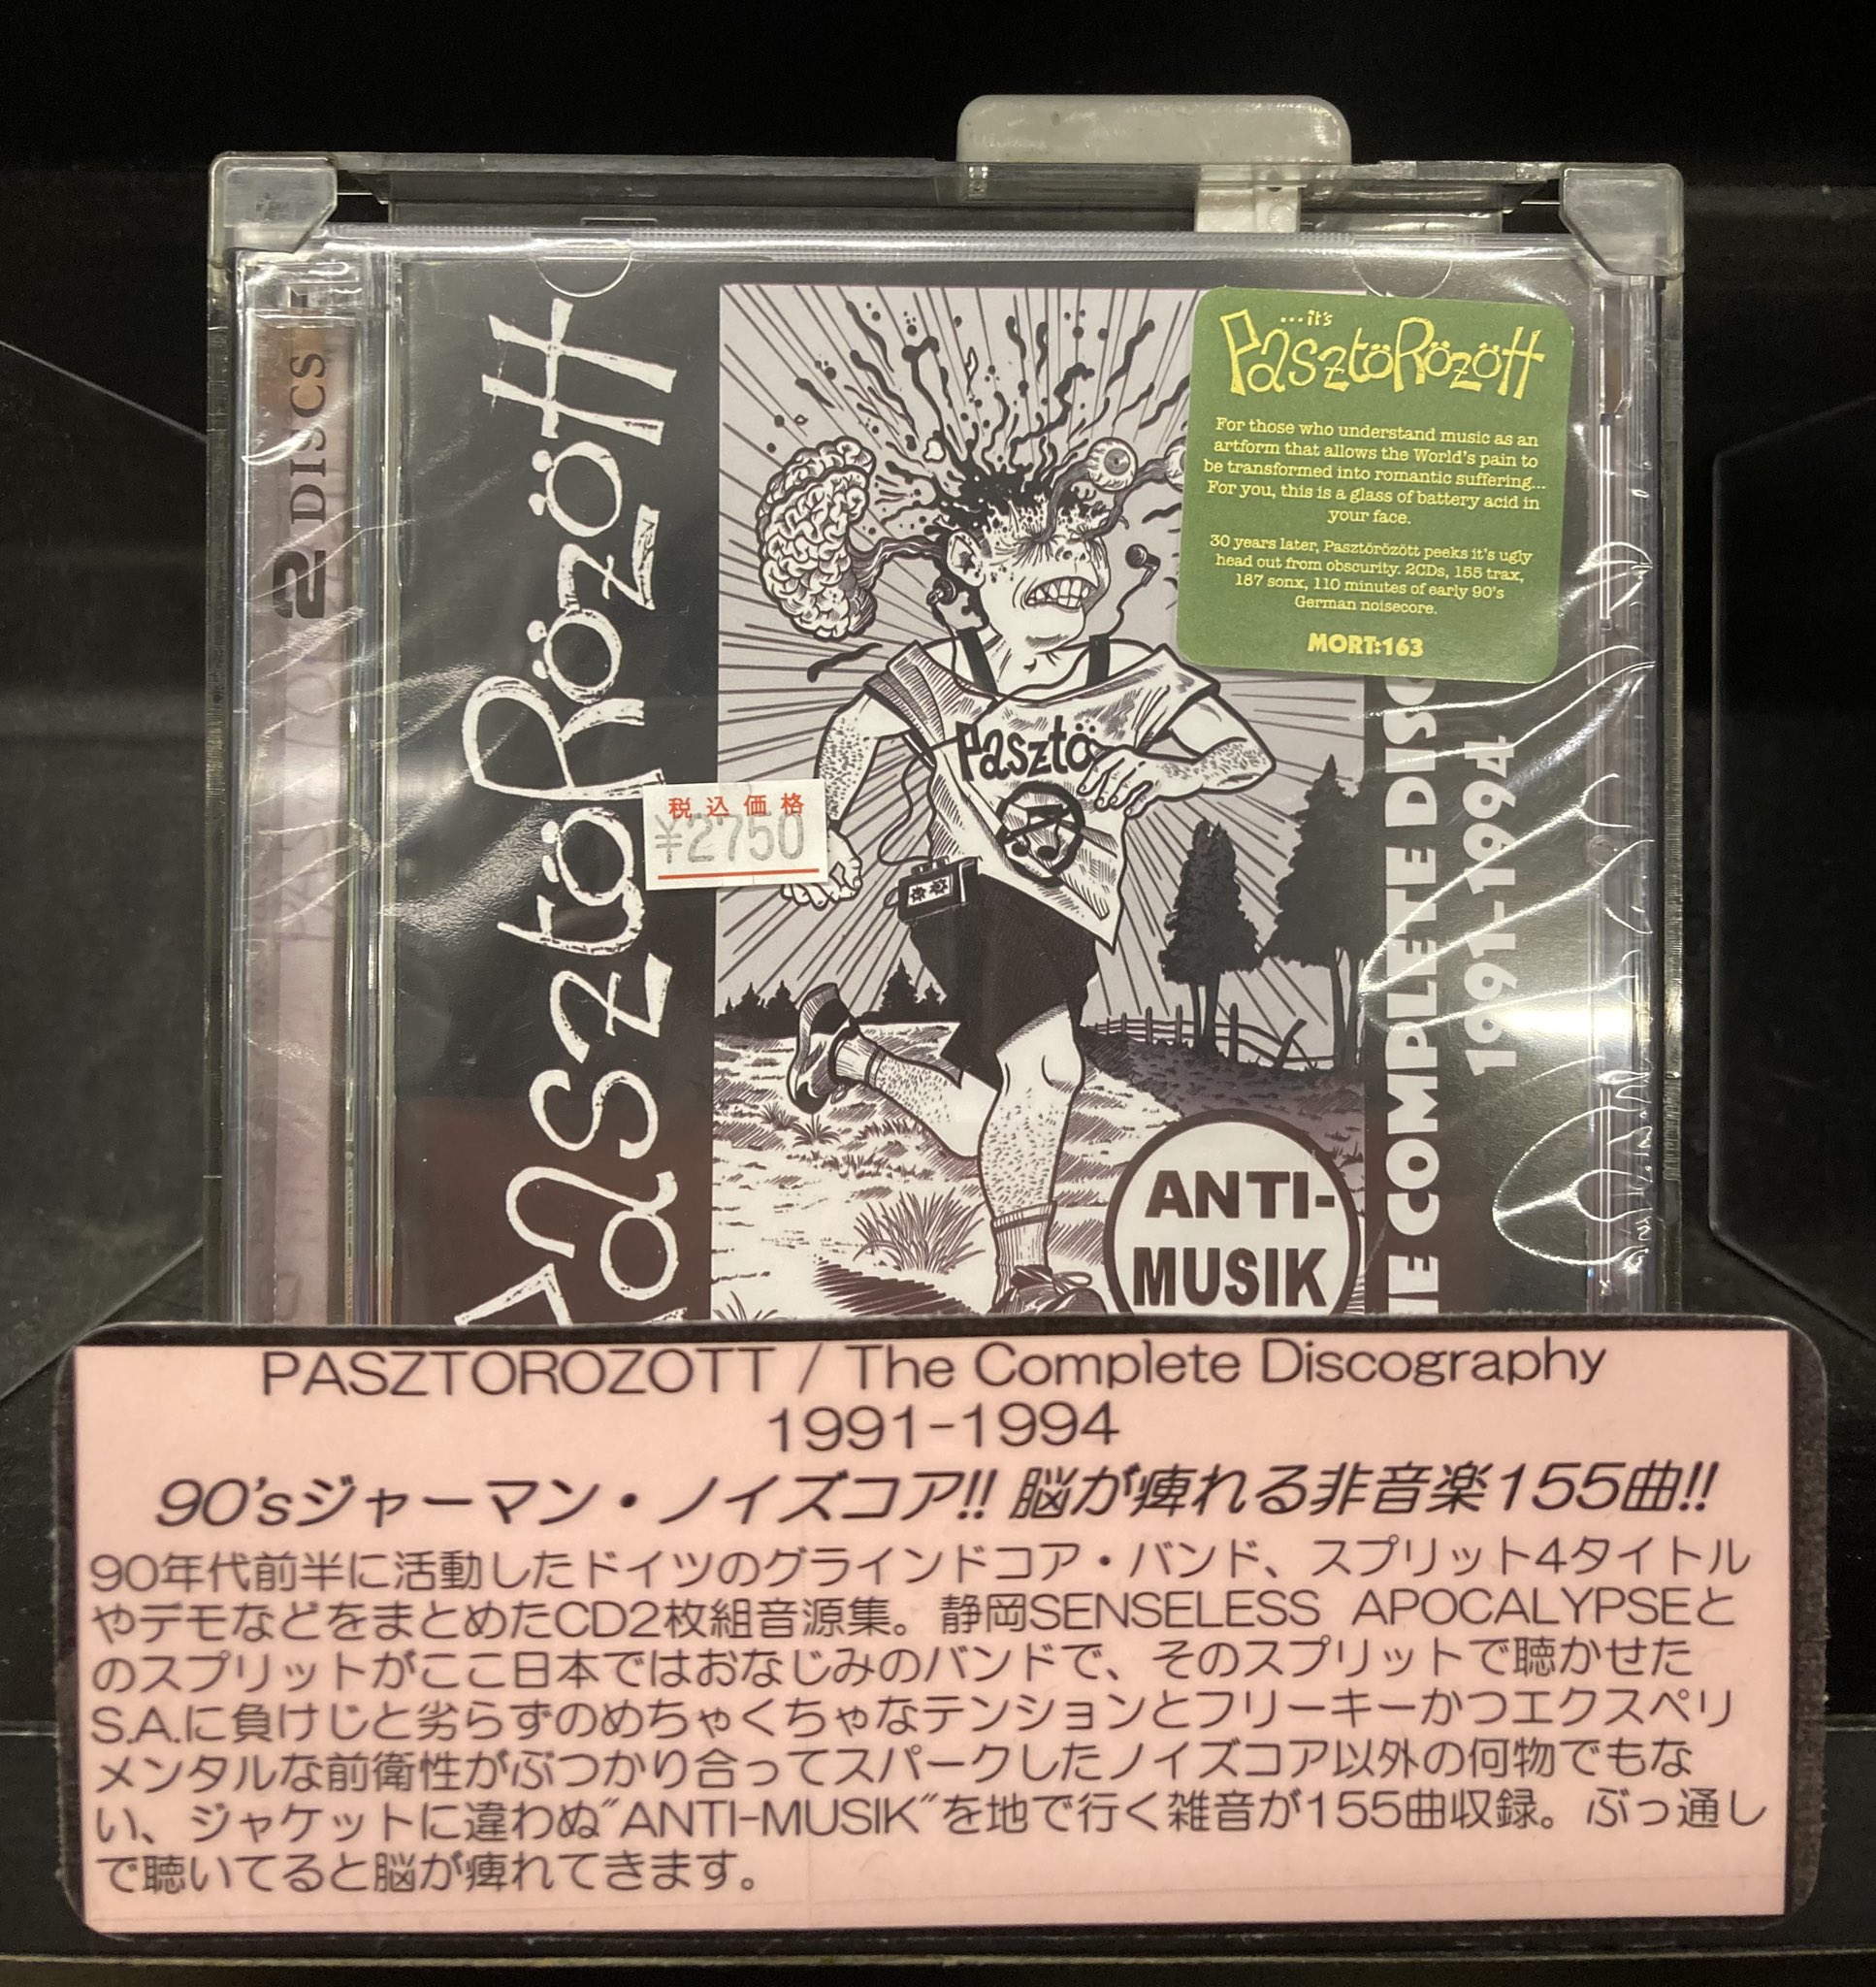 2 DISCS
PasztöRözött
...it's
PasztöRözött
For those who understand music as an
artform that allows the World's pain to
be transformed into romantic suffering...
For you, this is a glass of battery acid in
your face.
30 years later, Pasztörözött peeks it's ugly
head out from obscurity. 2CDs, 155 trax,
187 sonx, 110 minutes of early 90's
German noisecore.
MORT:163
Pasztö
税込価格
¥2750
COMPLETE
1991-1994
ANTI-
MUSIK
PASZTOROZOTT / The Complete Discography
1991-1994
90'sジャーマン・ノイズコア!! 脳が痺れる非音楽155曲!!
90年代前半に活動したドイツのグラインドコア・バンド、スプリット4タイトル
やデモなどをまとめたCD2枚組音源集。静岡SENSELESS APOCALYPSEと
のスプリットがここ日本ではおなじみのバンドで、そのスプリットで聴かせた
S.A.に負けじと劣らずのめちゃくちゃなテンションとフリーキーかつエクスペリ
メンタルな前衛性がぶつかり合ってスパークしたノイズコア以外の何物でもな
い、ジャケットに違わぬ"ANTI-MUSIK"を地で行く雑音が155曲収録。ぶっ通し
で聴いてると脳が痺れてきます。